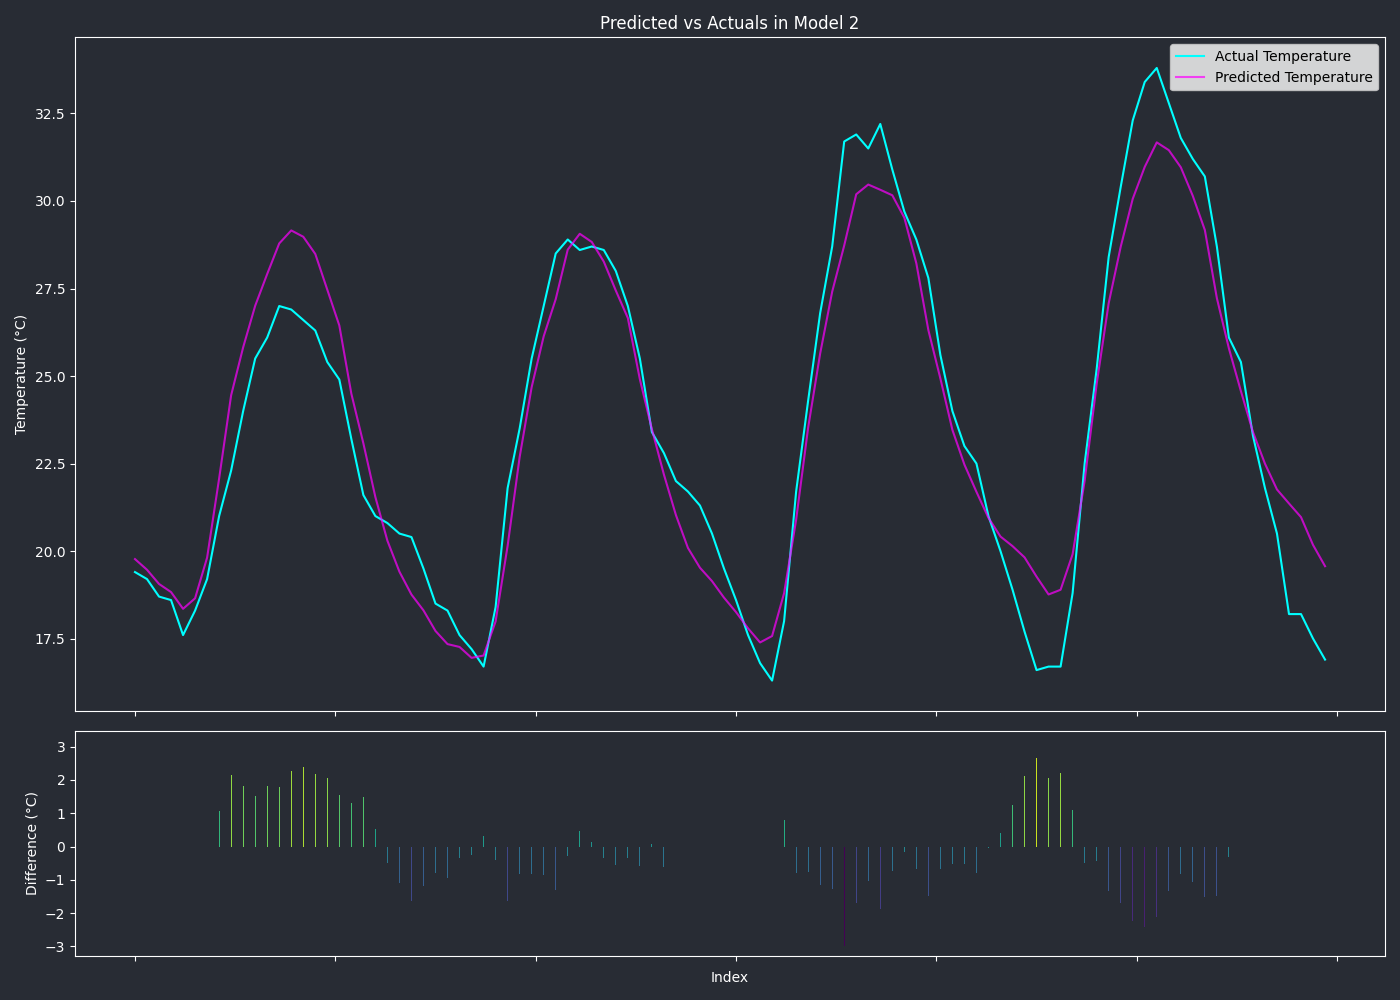 Predicted vs Actuals in Model 2
Actual Temperature
Predicted Temperature
32.5
30.0
27.5
25.0
22.5
20.0
17.5
Temperature (°C)
3
2
1
0
−1
−2
−3
Difference (°C)
Index